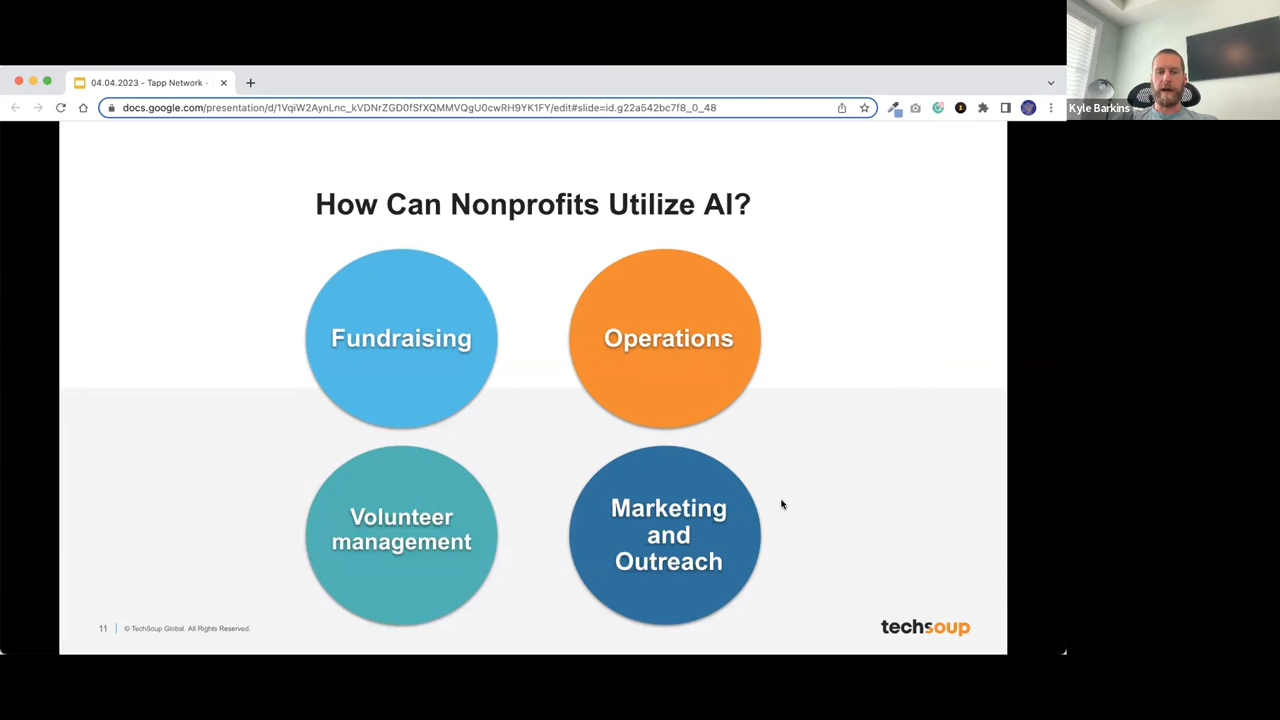 04.04.2023 - Tapp Network -
docs.google.com/presentation/d/1VqiW2AynLnc_kVDNrZGD0fSfXQMMVQgU0cwRH9YK1FY/edit#slide=id.g22a542bc7f8_0_48
Kyle Barkins
How Can Nonprofits Utilize AI?
Fundraising
Operations
Volunteer
management
Marketing
and
Outreach
11
© TechSoup Global. All Rights Reserved.
techsoup